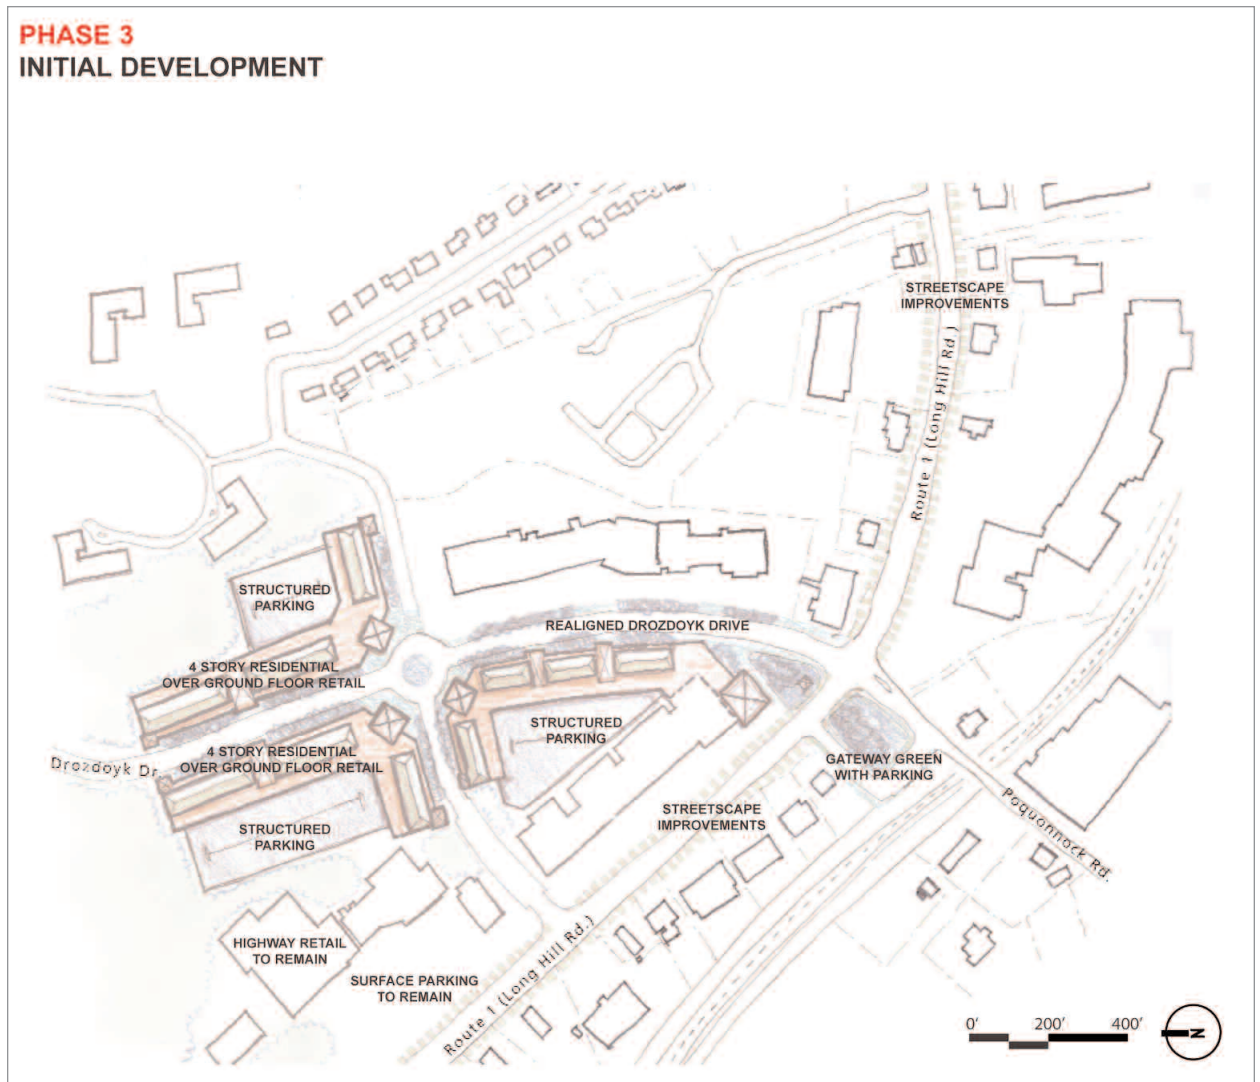 PHASE 3
INITIAL DEVELOPMENT
STREETSCAPE
IMPROVEMENTS
Route 1 (Long Hill Rd.)
STRUCTURED
PARKING
REALIGNED DROZDOYK DRIVE
4 STORY RESIDENTIAL
OVER GROUND FLOOR RETAIL
STRUCTURED
PARKING
4 STORY RESIDENTIAL
OVER GROUND FLOOR RETAIL
Drozdoyk Dr.
GATEWAY GREEN
WITH PARKING
STREETSCAPE
IMPROVEMENTS
Poquonnock Rd.
STRUCTURED
PARKING
HIGHWAY RETAIL
TO REMAIN
SURFACE PARKING
TO REMAIN
Route 1 (Long Hill Rd.)
0' 200' 400'
N